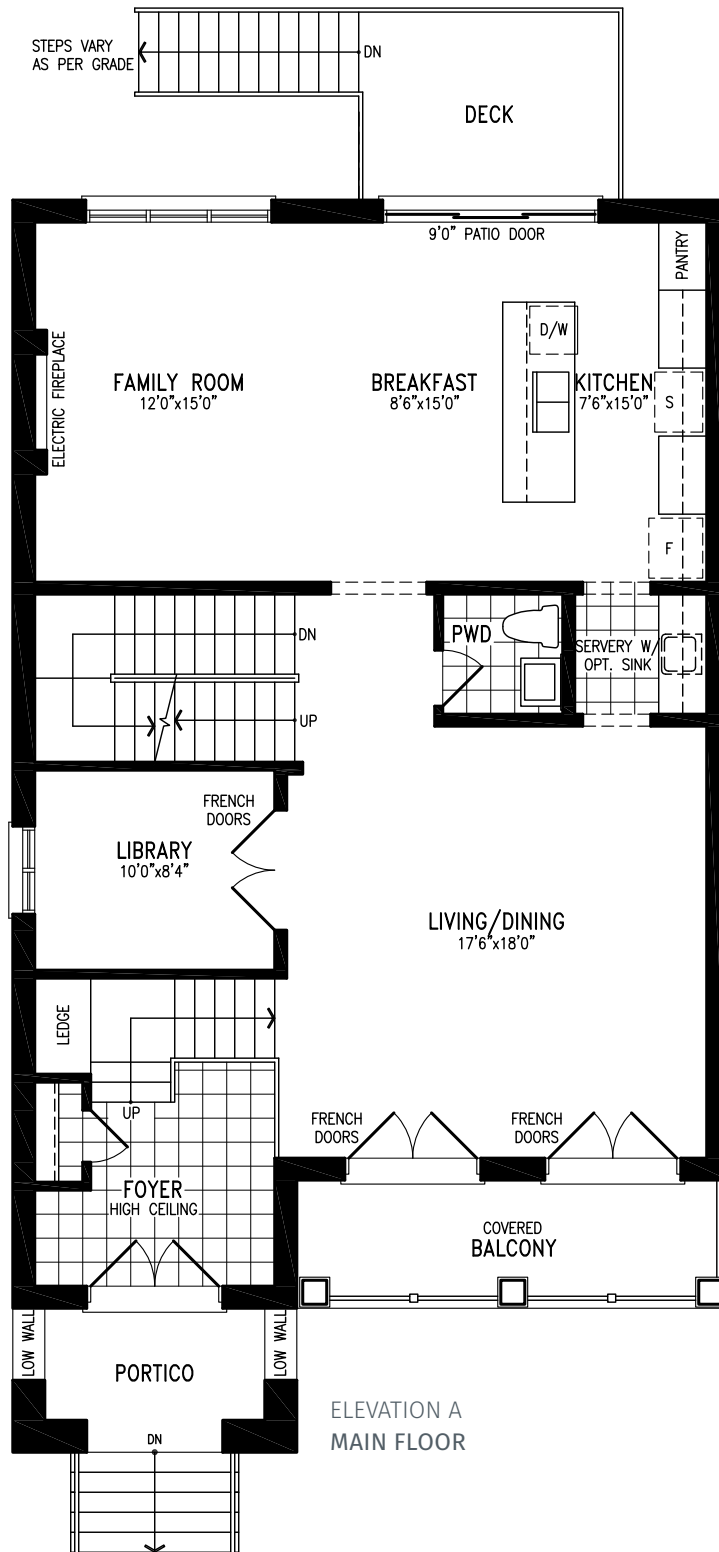 STEPS VARY
AS PER GRADE
DN
DECK
9'0" PATIO DOOR
PANTRY
D/W
ELECTRIC FIREPLACE
FAMILY ROOM
12'0"x15'0"
BREAKFAST
8'6"x15'0"
KITCHEN
7'6"x15'0"
S
F
DN
PWD
SERVERY W/
OPT. SINK
UP
FRENCH
DOORS
LIBRARY
10'0"x8'4"
LIVING/DINING
17'6"x18'0"
LEDGE
UP
FRENCH
DOORS
FRENCH
DOORS
FOYER
HIGH CEILING
COVERED
BALCONY
LOW WALL
LOW WALL
PORTICO
DN
ELEVATION A
MAIN FLOOR